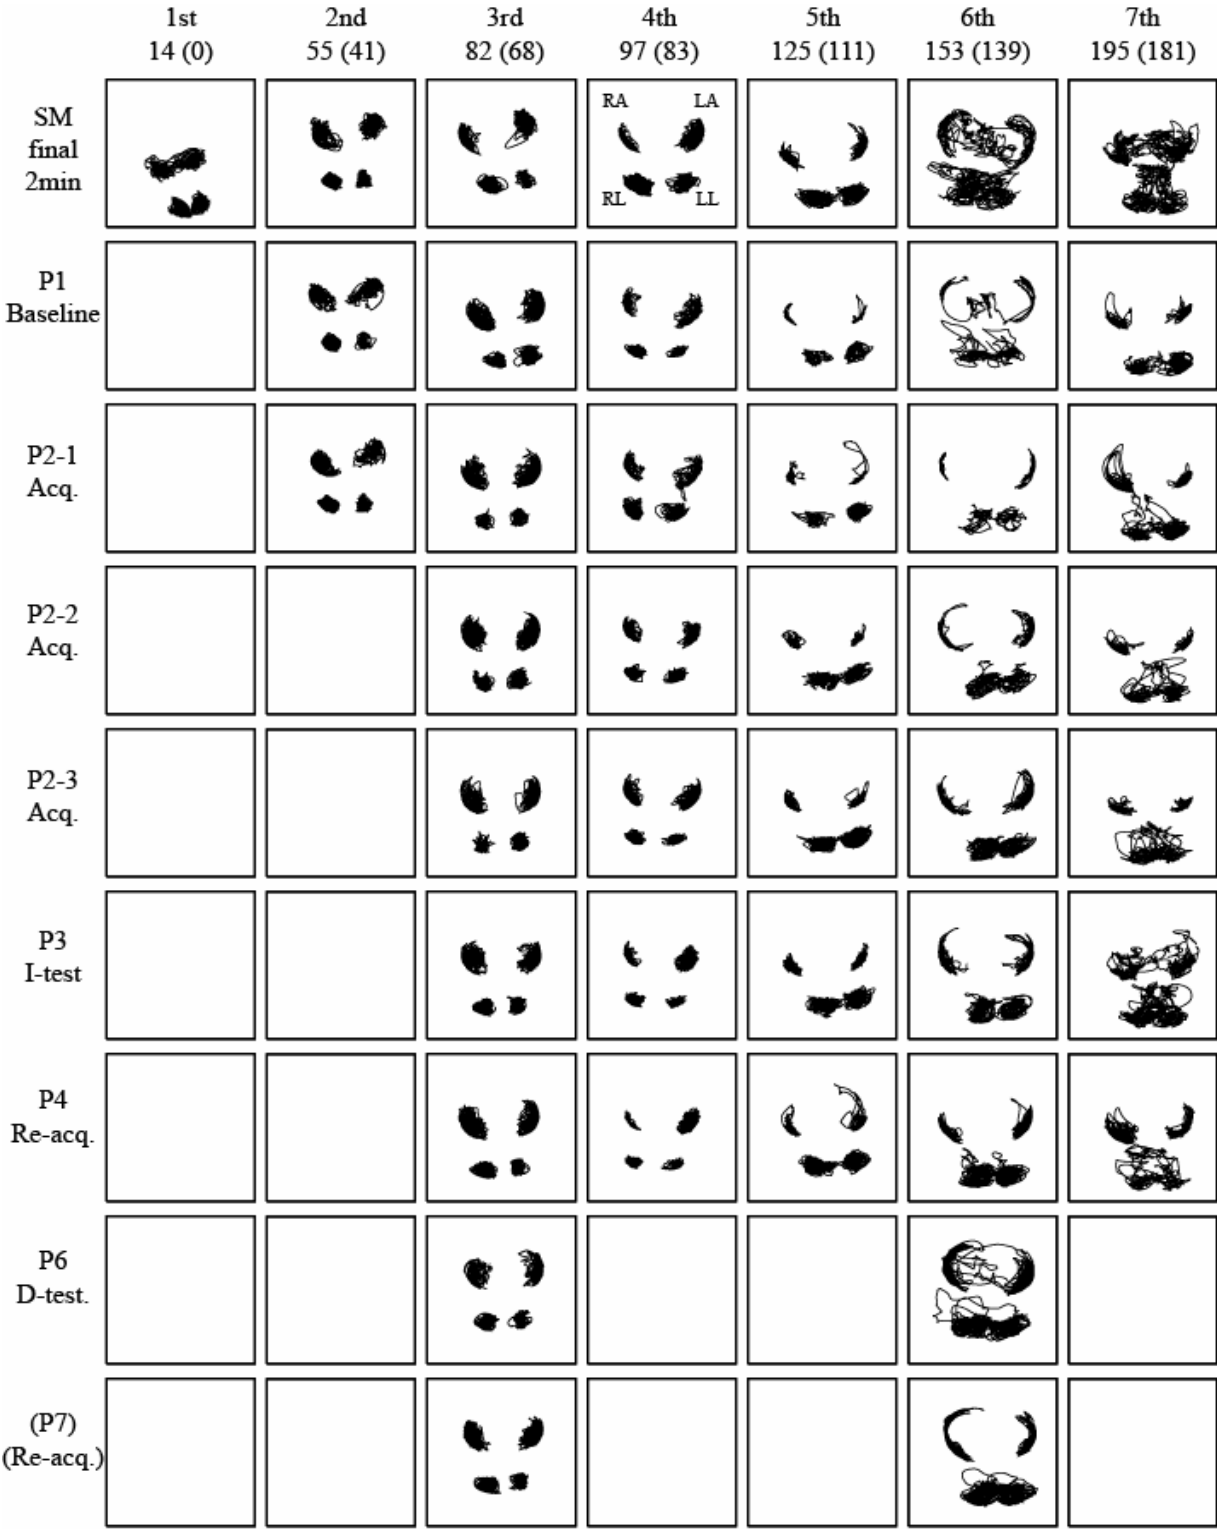 1st 2nd 3rd 4th 5th 6th 7th
14 (0) 55 (41) 82 (68) 97 (83) 125 (111) 153 (139) 195 (181)
SM
final
2min
RA LA
RL LL
P1
Baseline
P2-1
Acq.
P2-2
Acq.
P2-3
Acq.
P3
I-test
P4
Re-acq.
P6
D-test.
(P7)
(Re-acq.)